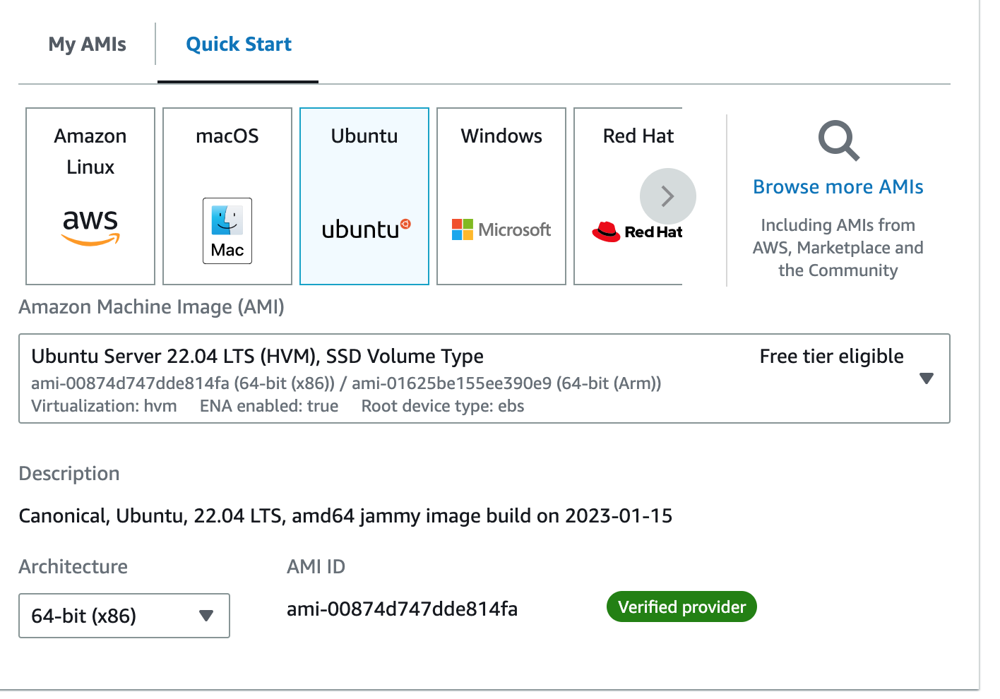 My AMIs
Quick Start
Amazon
Linux
aws
macOS
Mac
Ubuntu
ubuntu
Windows
Microsoft
Red Hat
Red Hat
Browse more AMIs
Including AMIs from
AWS, Marketplace and
the Community
Amazon Machine Image (AMI)
Ubuntu Server 22.04 LTS (HVM), SSD Volume Type
Free tier eligible
ami-00874d747dde814fa (64-bit (x86)) / ami-01625be155ee390e9 (64-bit (Arm))
Virtualization: hvm ENA enabled: true Root device type: ebs
Description
Canonical, Ubuntu, 22.04 LTS, amd64 jammy image build on 2023-01-15
Architecture
64-bit (x86)
AMI ID
ami-00874d747dde814fa
Verified provider